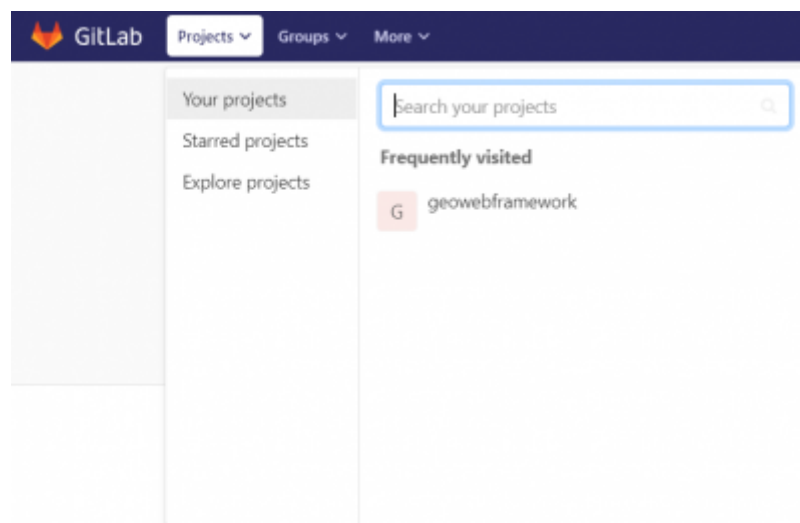 GitLab Projects Groups More
Your projects
Starred projects
Explore projects
Search your projects
Frequently visited
G geowebframework